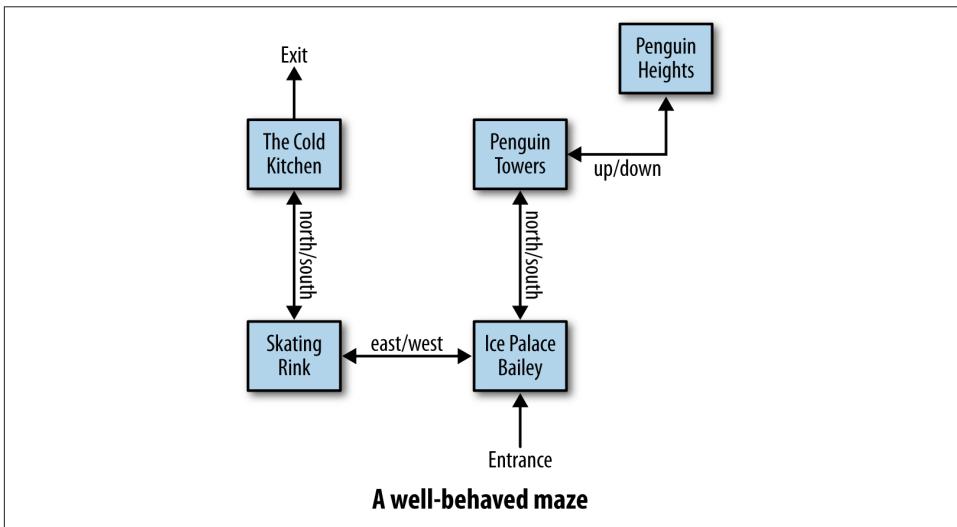 Penguin
Heights
Exit
The Cold
Kitchen
Penguin
Towers
up/down
north/south
north/south
Skating
Rink
east/west
Ice Palace
Bailey
Entrance
A well-behaved maze